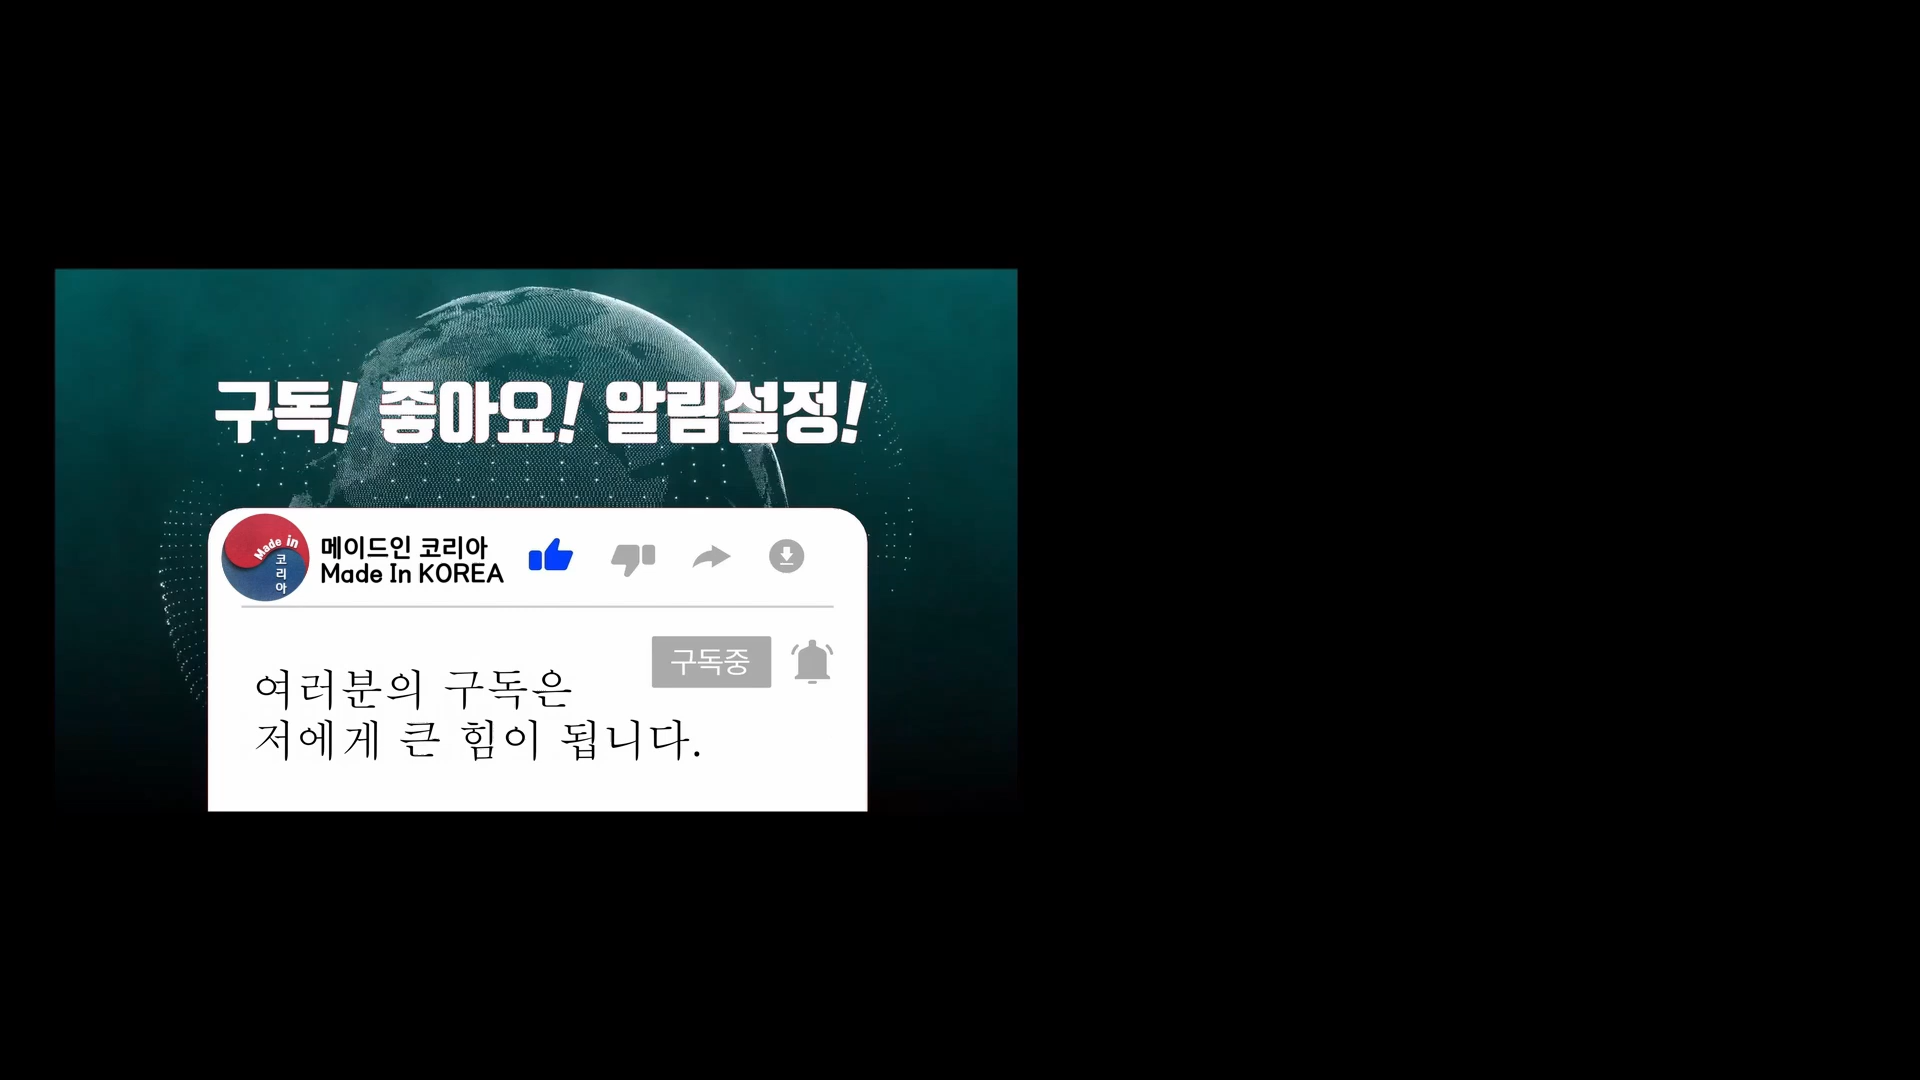 구독! 좋아요! 알림설정!
Made in
코리아
메이드인 코리아
Made In KOREA
구독중
여러분의 구독은
저에게 큰 힘이 됩니다.